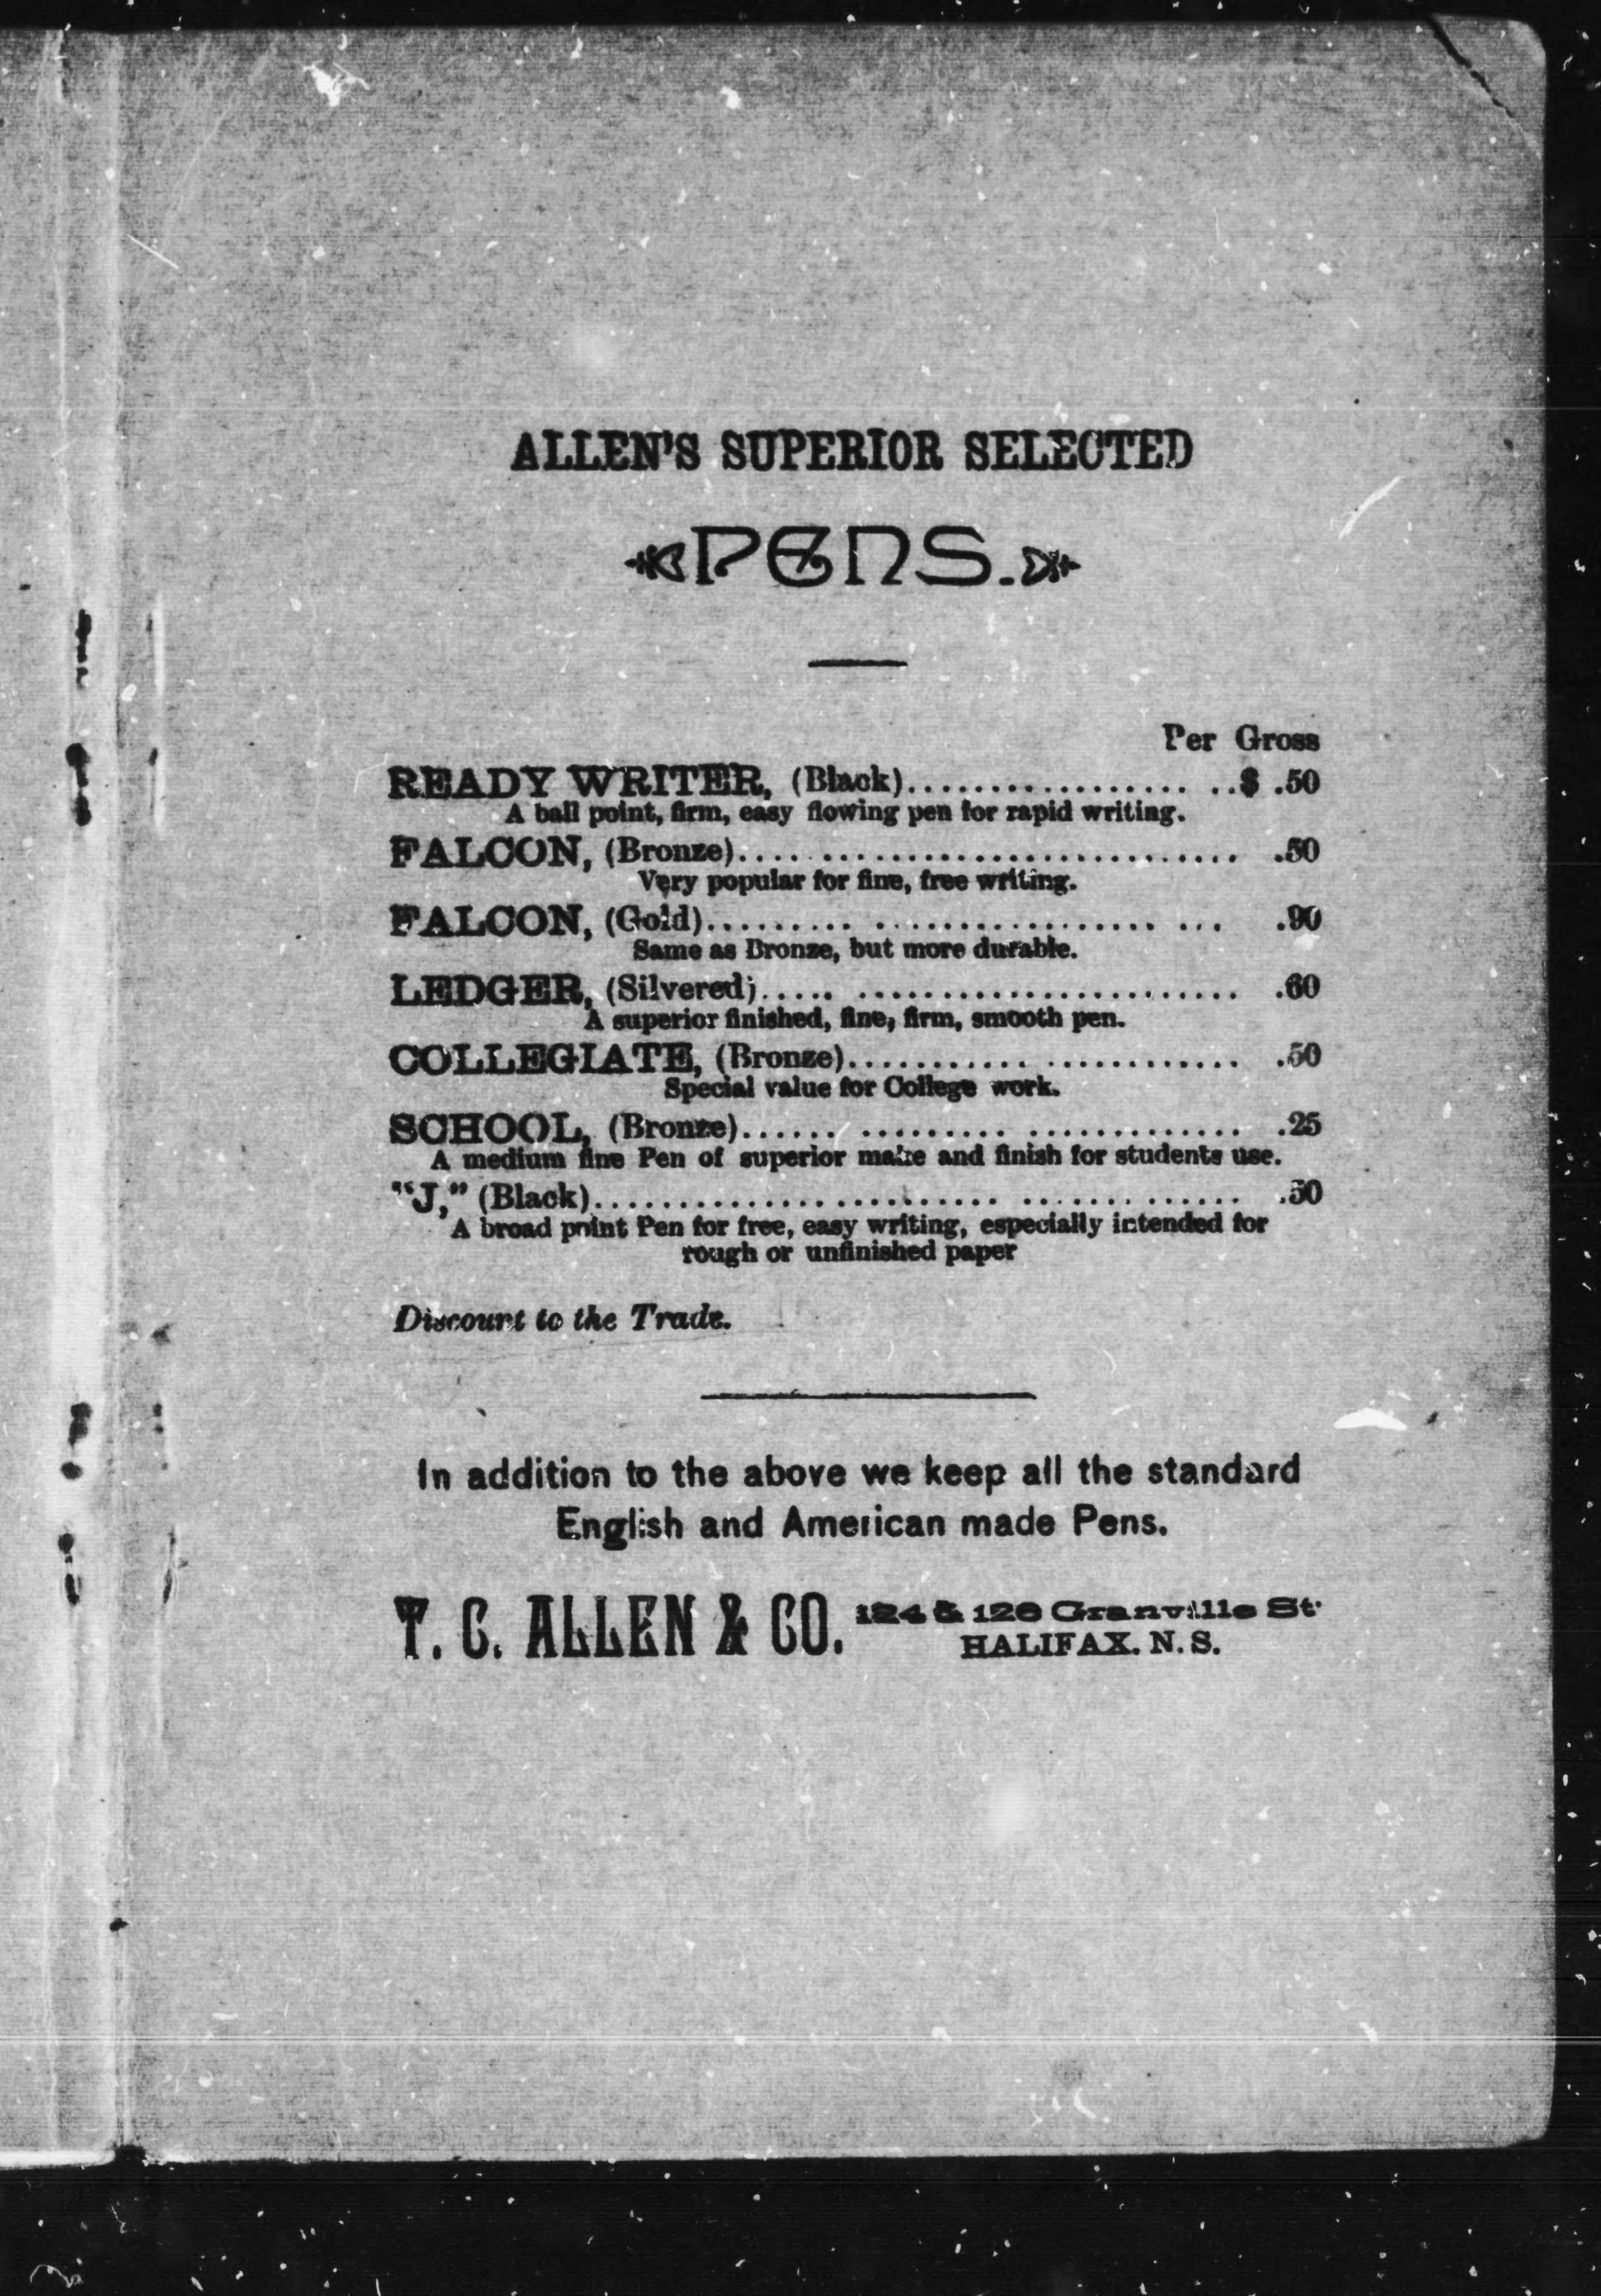 ALLEN'S SUPERIOR SELECTED
PENS.
Per Gross
READY WRITER, (Black)................. ..$ .50
A ball point, firm, easy flowing pen for rapid writing.
FALCON, (Bronze).... .......................... .50
Very popular for fine, free writing.
FALCON, (Gold)......... ................. ... .90
Same as Bronze, but more durable.
LEDGER, (Silvered)..... ....................... .60
A superior finished, fine, firm, smooth pen.
COLLEGIATE, (Bronze)........... ............ .50
Special value for College work.
SCHOOL, (Bronze)...... ......... ............. .25
A medium fine Pen of superior make and finish for students use.
"J," (Black)......................... .............. .50
A broad point Pen for free, easy writing, especially intended for
rough or unfinished paper
Discount to the Trade.
In addition to the above we keep all the standard
English and American made Pens.
T. C. ALLEN & CO. 124 & 126 Granville St.
HALIFAX. N. S.